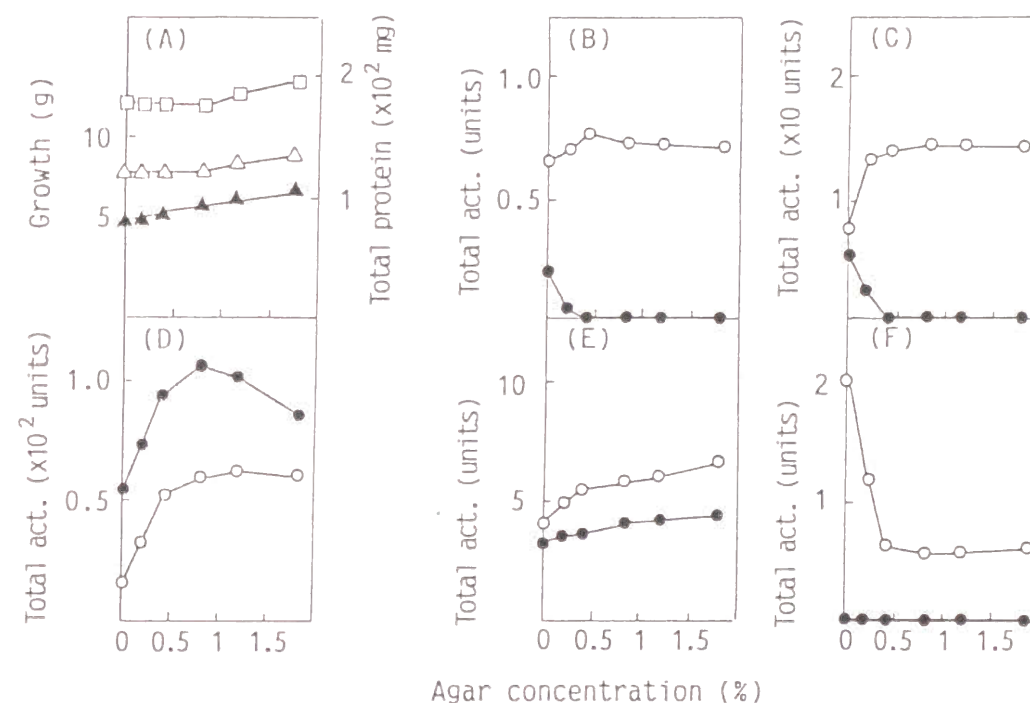 (A)
Growth (g)
10
5
2
1
Total protein (x10² mg)
(B)
Total act. (units)
1.0
0.5
(C)
Total act. (x10 units)
2
1
(D)
Total act. (x10² units)
1.0
0.5
0 0.5 1 1.5
(E)
Total act. (units)
10
5
0 0.5 1 1.5
(F)
Total act. (units)
2
1
0 0.5 1 1.5
Agar concentration (%)